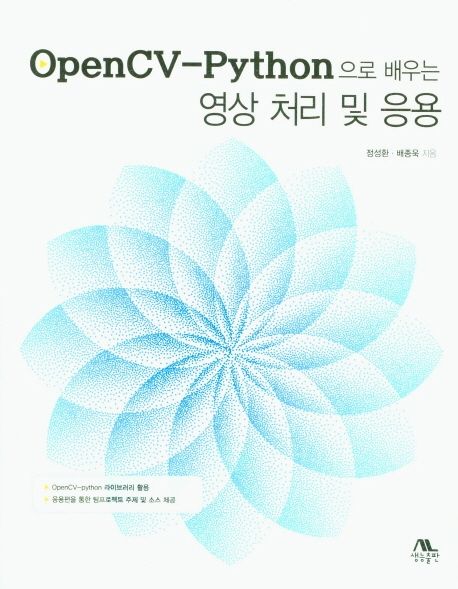 OpenCV-Python으로 배우는
영상 처리 및 응용
정성환 · 배종욱 지음
OpenCV-python 라이브러리 활용
응용편을 통한 팀프로젝트 주제 및 소스 제공
생능출판